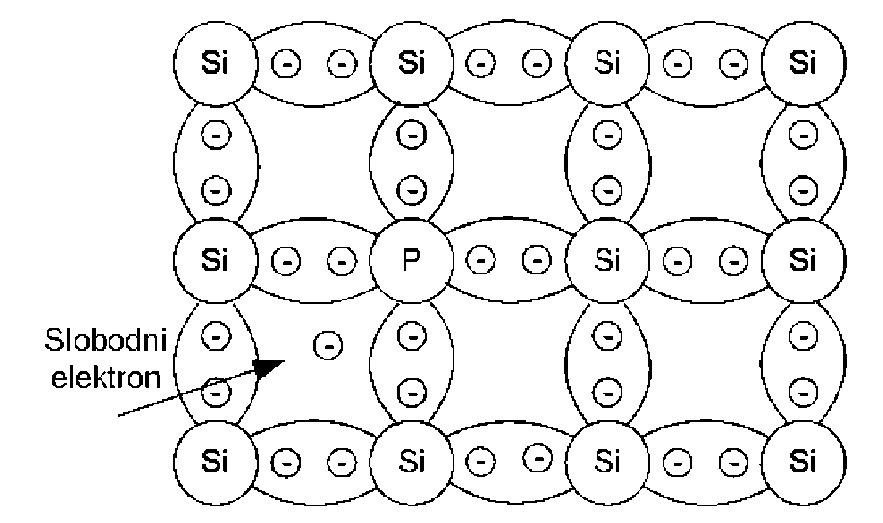 Si - - Si - - Si - - Si
- - - -
- - - -
Si - - P - - Si - - Si
Slobodni - - - - -
elektron - - - -
Si - - Si - - Si - - Si